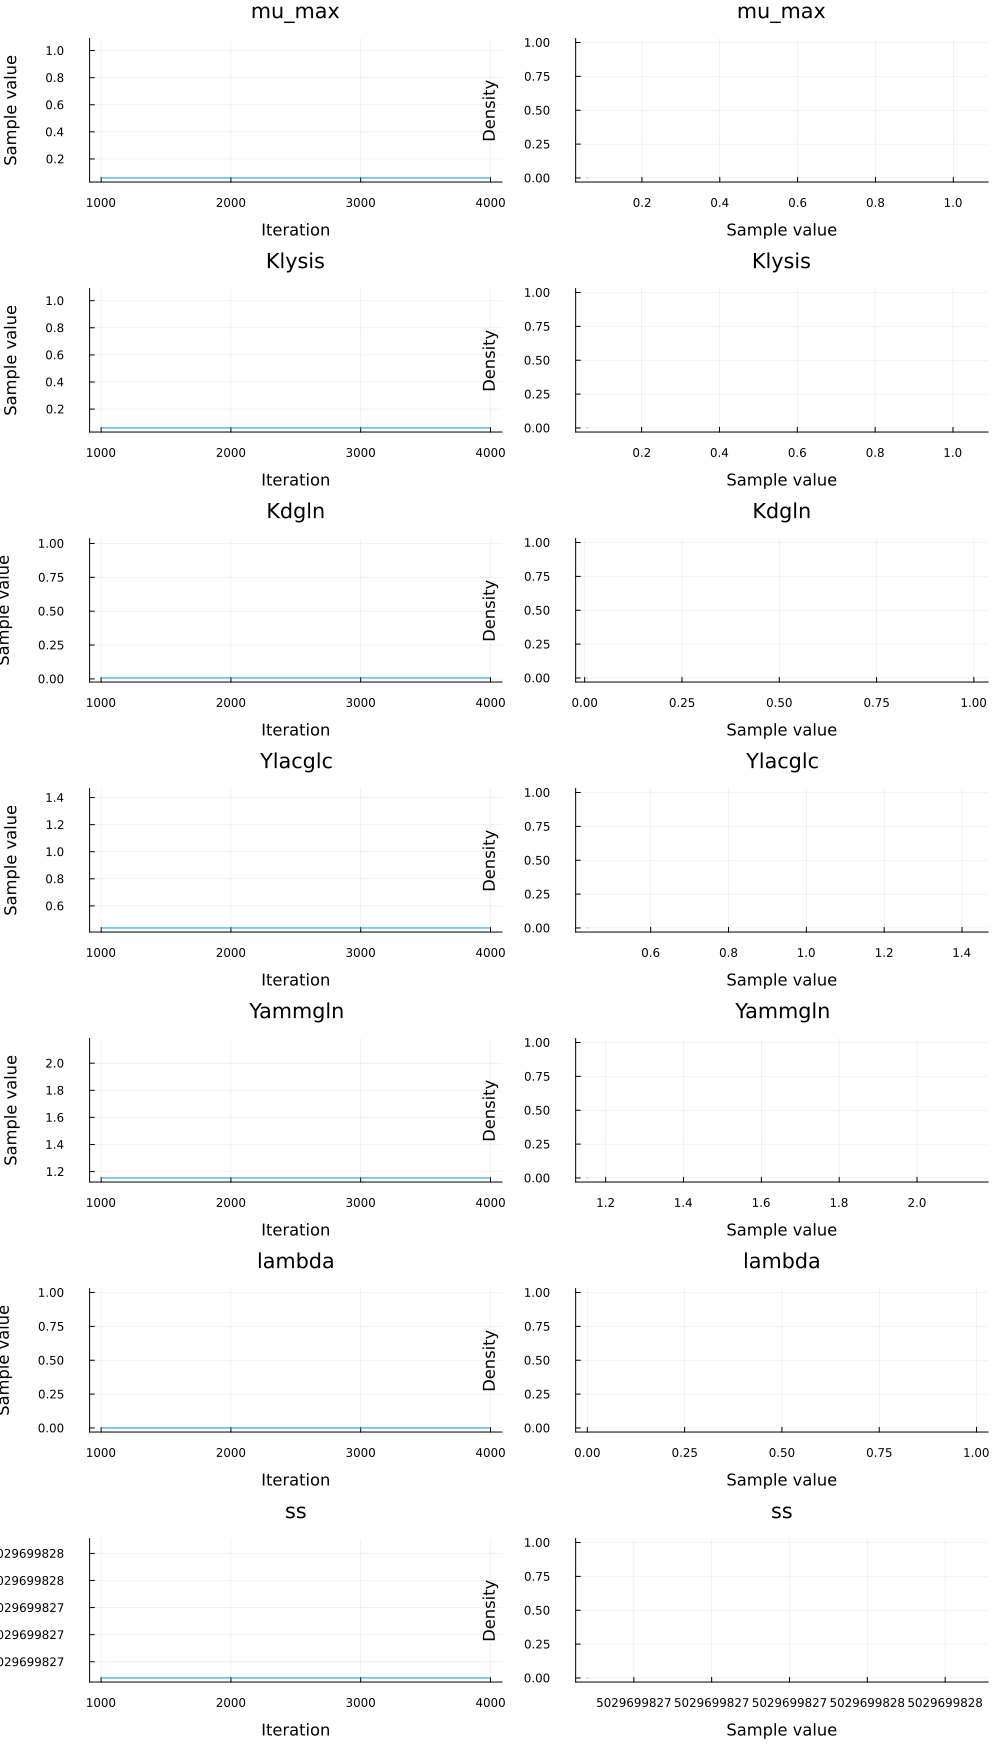 mu_max mu_max
Sample value 1.0 0.8 0.6 0.4 0.2 Density 1.00 0.75 0.50 0.25 0.00
1000 2000 3000 4000 0.2 0.4 0.6 0.8 1.0
Iteration Sample value
Klysis Klysis
Sample value 1.0 0.8 0.6 0.4 0.2 Density 1.00 0.75 0.50 0.25 0.00
1000 2000 3000 4000 0.2 0.4 0.6 0.8 1.0
Iteration Sample value
Kdgln Kdgln
Sample value 1.00 0.75 0.50 0.25 0.00 Density 1.00 0.75 0.50 0.25 0.00
1000 2000 3000 4000 0.00 0.25 0.50 0.75 1.00
Iteration Sample value
Ylacglc Ylacglc
Sample value 1.4 1.2 1.0 0.8 0.6 Density 1.00 0.75 0.50 0.25 0.00
1000 2000 3000 4000 0.6 0.8 1.0 1.2 1.4
Iteration Sample value
Yammgln Yammgln
Sample value 2.0 1.8 1.6 1.4 1.2 Density 1.00 0.75 0.50 0.25 0.00
1000 2000 3000 4000 1.2 1.4 1.6 1.8 2.0
Iteration Sample value
lambda lambda
Sample value 1.00 0.75 0.50 0.25 0.00 Density 1.00 0.75 0.50 0.25 0.00
1000 2000 3000 4000 0.00 0.25 0.50 0.75 1.00
Iteration Sample value
ss ss
029699828 029699828 029699827 029699827 029699827 Density 1.00 0.75 0.50 0.25 0.00
1000 2000 3000 4000 5029699827 5029699827 5029699827 5029699828 5029699828
Iteration Sample value